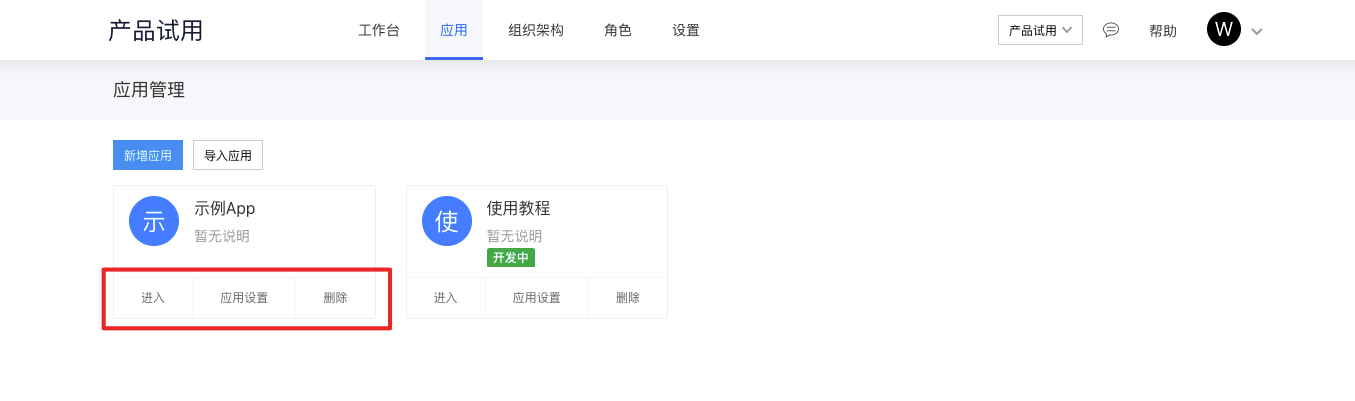 产品试用 工作台 应用 组织架构 角色 设置 产品试用 帮助 W
应用管理
新增应用 导入应用
示 示例App
暂无说明
进入 应用设置 删除
使 使用教程
暂无说明
开发中
进入 应用设置 删除